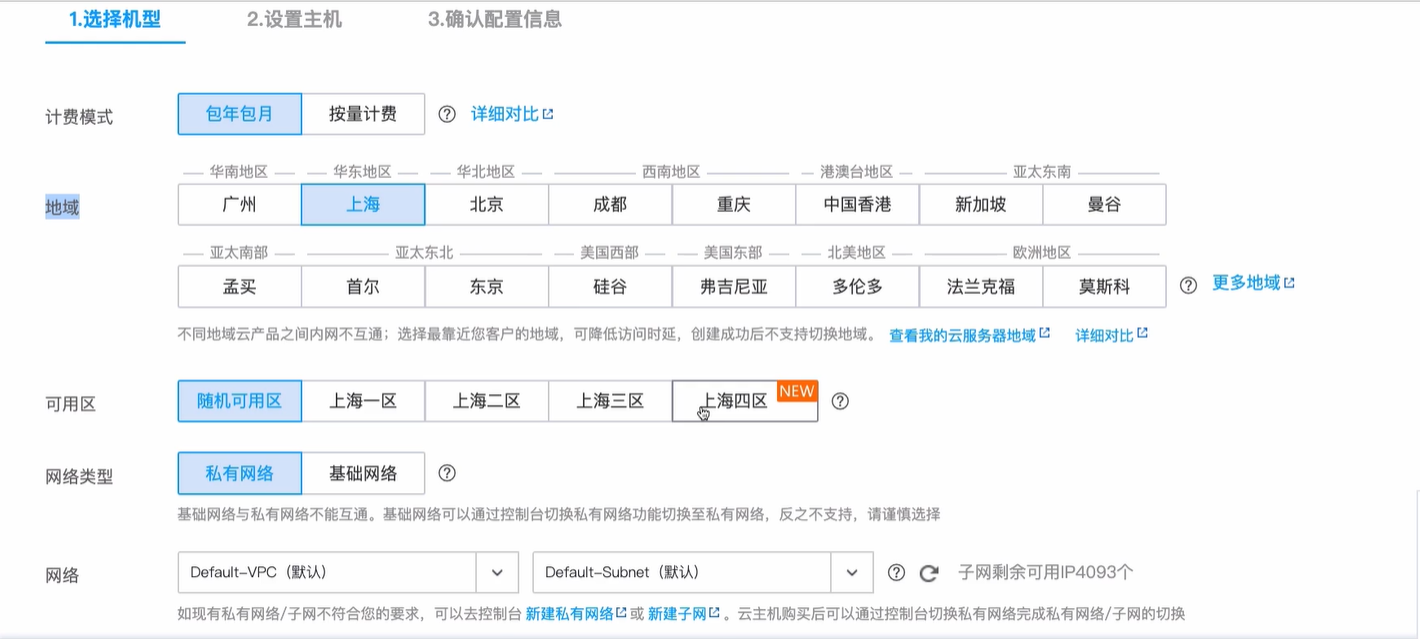 1.选择机型 2.设置主机 3.确认配置信息
计费模式 包年包月 按量计费 详细对比
华南地区 华东地区 华北地区 西南地区 港澳台地区 亚太东南
地域 广州 上海 北京 成都 重庆 中国香港 新加坡 曼谷
亚太南部 亚太东北 美国西部 美国东部 北美地区 欧洲地区
孟买 首尔 东京 硅谷 弗吉尼亚 多伦多 法兰克福 莫斯科 更多地域
不同地域云产品之间内网不互通；选择最靠近您客户的地域，可降低访问时延，创建成功后不支持切换地域。 查看我的云服务器地域 详细对比
可用区 随机可用区 上海一区 上海二区 上海三区 上海四区 NEW
网络类型 私有网络 基础网络
基础网络与私有网络不能互通。基础网络可以通过控制台切换私有网络功能切换至私有网络，反之不支持，请谨慎选择
网络 Default-VPC（默认） Default-Subnet（默认） 子网剩余可用IP4093个
如现有私有网络/子网不符合您的要求，可以去控制台 新建私有网络 或 新建子网 。云主机购买后可以通过控制台切换私有网络完成私有网络/子网的切换